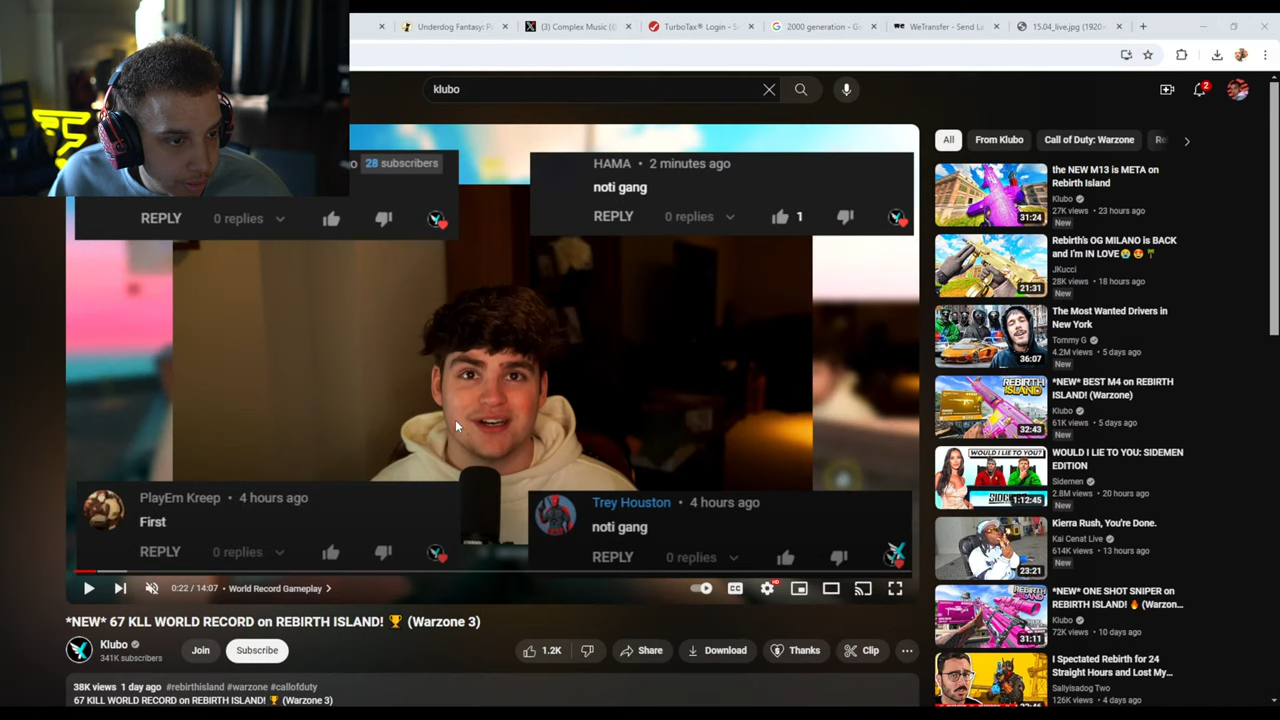 Underdog Fantasy: P
(3) Complex Music (
TurboTax® Login - S
2000 generation - G
WeTransfer - Send La
15.04_live.jpg (1920×
klubo
2
28 subscribers
REPLY 0 replies
HAMA • 2 minutes ago
noti gang
REPLY 0 replies 1
PlayEm Kreep • 4 hours ago
First
REPLY 0 replies
Trey Houston • 4 hours ago
noti gang
REPLY 0 replies
0:22 / 14:07 • World Record Gameplay
CC
HD
*NEW* 67 KLL WORLD RECORD on REBIRTH ISLAND! 🏆 (Warzone 3)
Klubo
341K subscribers
Join
Subscribe
1.2K
Share
Download
Thanks
Clip
38K views 1 day ago #rebirthisland #warzone #callofduty
67 KILL WORLD RECORD on REBIRTH ISLAND! 🏆 (Warzone 3)
All
From Klubo
Call of Duty: Warzone
Re
the NEW M13 is META on
Rebirth Island
Klubo
27K views • 23 hours ago
New
31:24
Rebirth's OG MILANO is BACK
and I'm IN LOVE😭 😍 🌴
JKucci
28K views • 18 hours ago
New
21:31
The Most Wanted Drivers in
New York
Tommy G
4.2M views • 5 days ago
New
36:07
*NEW* BEST M4 on REBIRTH
ISLAND! (Warzone)
Klubo
61K views • 5 days ago
New
REBIRTH
ISLAND
32:43
WOULD I LIE TO YOU: SIDEMEN
EDITION
Sidemen
2.8M views • 20 hours ago
New
WOULD I LIE TO YOU?
1:12:45
Kierra Rush, You're Done.
Kai Cenat Live
614K views • 13 hours ago
New
23:21
*NEW* ONE SHOT SNIPER on
REBIRTH ISLAND! 🔥 (Warzon...
Klubo
72K views • 10 days ago
31:11
I Spectated Rebirth for 24
Straight Hours and Lost My...
Sallyisadog Two
126K views • 4 days ago